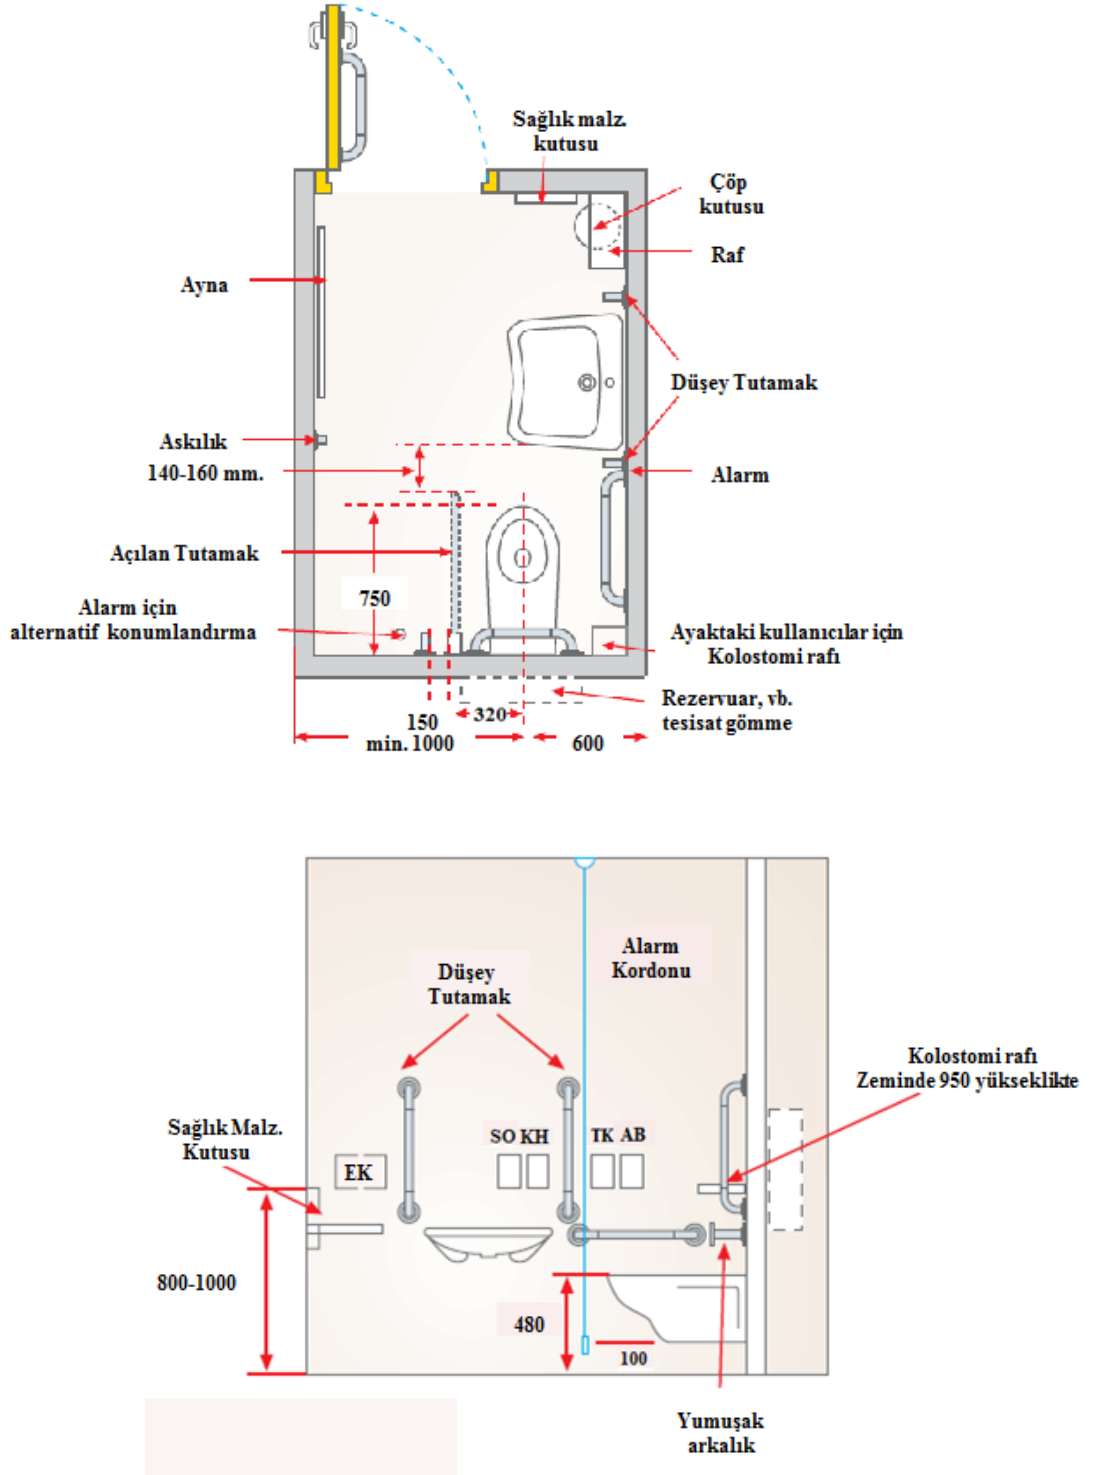 Sağlık malz.
kutusu
Çöp
kutusu
Raf
Ayna
Düşey Tutamak
Askılık
140-160 mm.
Alarm
Açılan Tutamak
750
Alarm için
alternatif konumlandırma
Ayaktaki kullanıcılar için
Kolostomi rafı
Rezervuar, vb.
tesisat gömme
320
150
min. 1000
600
Alarm
Kordonu
Düşey
Tutamak
Kolostomi rafı
Zeminde 950 yükseklikte
Sağlık Malz.
Kutusu
SO KH
TK AB
EK
800-1000
480
100
Yumuşak
arkalık